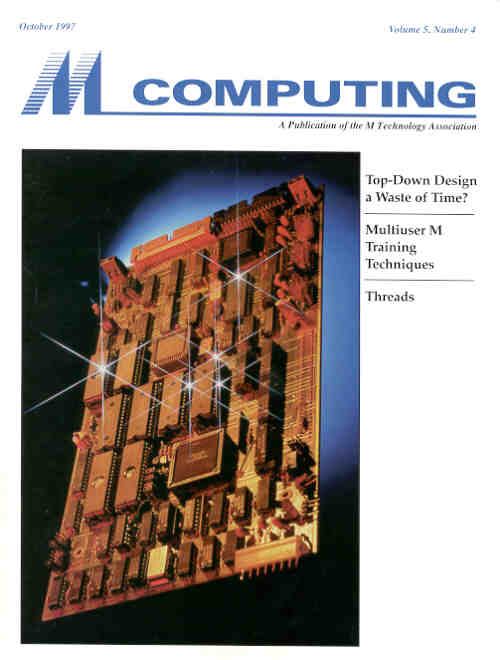 October 1997
Volume 5, Number 4
M COMPUTING
A Publication of the M Technology Association
Top-Down Design
a Waste of Time?
Multiuser M
Training
Techniques
Threads